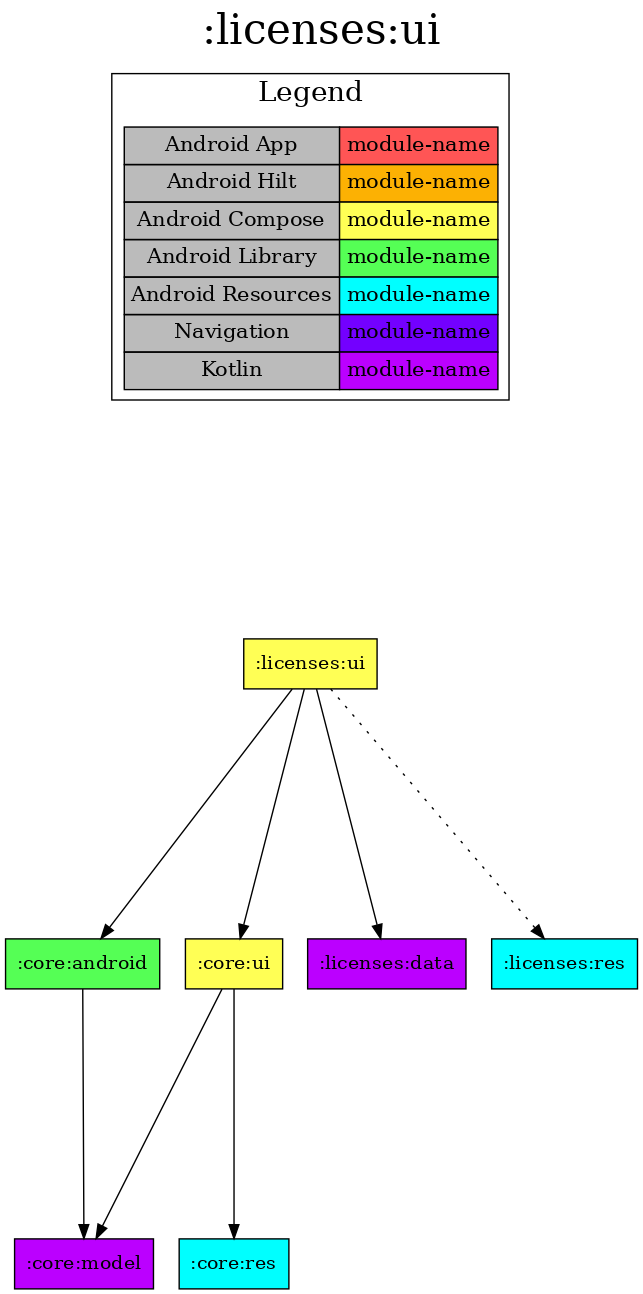 :licenses:ui
Legend
Android App module-name
Android Hilt module-name
Android Compose module-name
Android Library module-name
Android Resources module-name
Navigation module-name
Kotlin module-name
:licenses:ui
:core:android
:core:ui
:licenses:data
:licenses:res
:core:model
:core:res